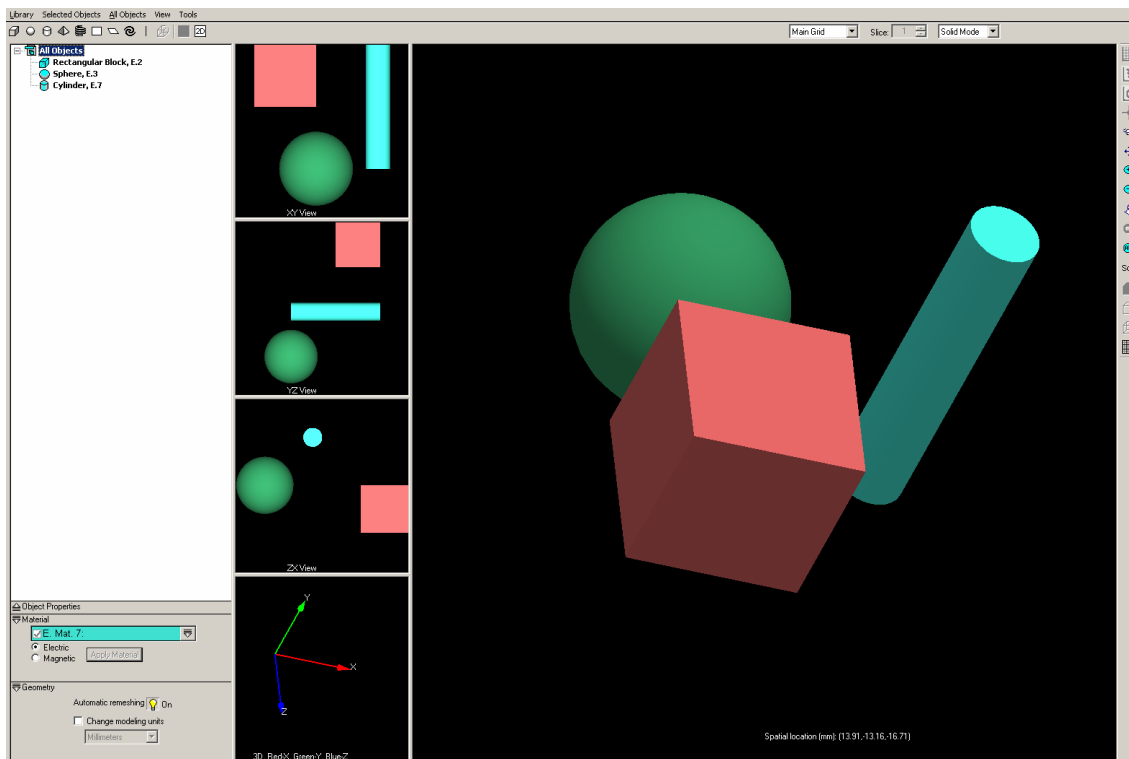 Library Selected Objects All Objects View Tools
2D Main Grid Slice: 1 Solid Mode
All Objects
Rectangular Block, E.2
Sphere, E.3
Cylinder, E.7
XY View
YZ View
ZX View
Object Properties
Material
E. Mat. 7:
Electric
Magnetic
Apply Material
Geometry
Automatic remeshing On
Change modeling units
Millimeters
Y
X
Z
3D Red-X, Green-Y, Blue-Z
Spatial location (mm): (13.91,-13.16,-16.71)